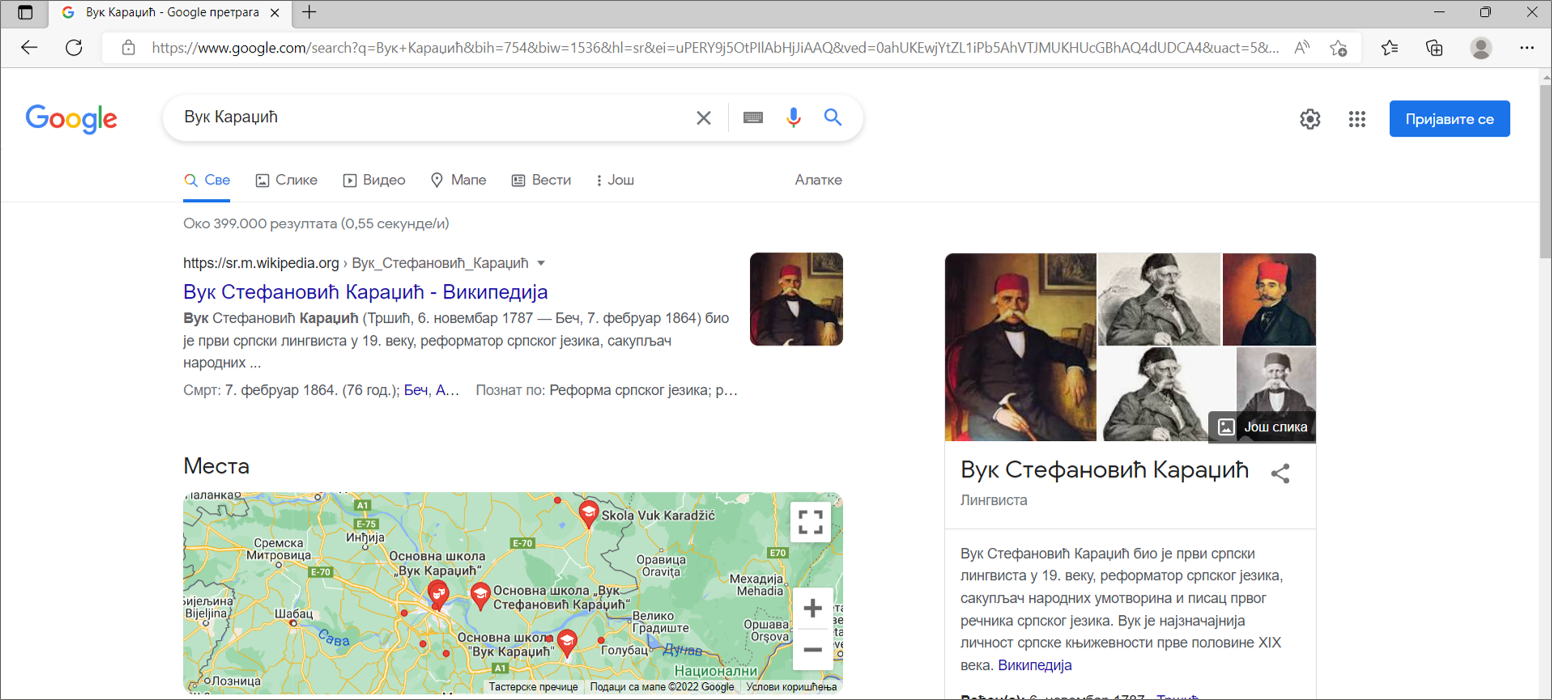 Вук Караџић - Google претрага
https://www.google.com/search?q=Вук+Караџић&bih=754&biw=1536&hl=sr&ei=uPERY9j5OtPllAbHjJiAAQ&ved=0ahUKEwjYtZL1iPb5AhVTJMUKHUcGBhAQ4dUDCA4&uact=5&...
Google
Вук Караџић
Пријавите се
Све
Слике
Видео
Мапе
Вести
Још
Алатке
Око 399.000 резултата (0,55 секунде/и)
https://sr.m.wikipedia.org › Вук_Стефановић_Караџић
Вук Стефановић Караџић - Википедија
Вук Стефановић Караџић (Тршић, 6. новембар 1787 — Беч, 7. фебруар 1864) био
је први српски лингвиста у 19. веку, реформатор српског језика, сакупљач
народних ...
Смрт: 7. фебруар 1864. (76 год.); Беч, А… Познат по: Реформа српског језика; р…
Места
A1
E-75
Skola Vuk Karadžić
Инђија
Сремска
Митровица
E-70
E-70
E70
Основна школа
„Вук Караџић“
Оравица
Oravița
Мехадија
Mehadia
Основна школа „Вук
Стефановић Караџић“
Бијељина
Bijeljina
Шабац
Сава
Велико
Градиште
Оршава
Orșova
Основна школа
"Вук Караџић"
Голубац
Дунав
A1
Национални
Лозница
Тастерске пречице
Подаци са мапе ©2022 Google
Услови коришћења
Још слика
Вук Стефановић Караџић
Лингвиста
Вук Стефановић Караџић био је први српски
лингвиста у 19. веку, реформатор српског језика,
сакупљач народних умотворина и писац првог
речника српског језика. Вук је најзначајнија
личност српске књижевности прве половине XIX
века. Википедија